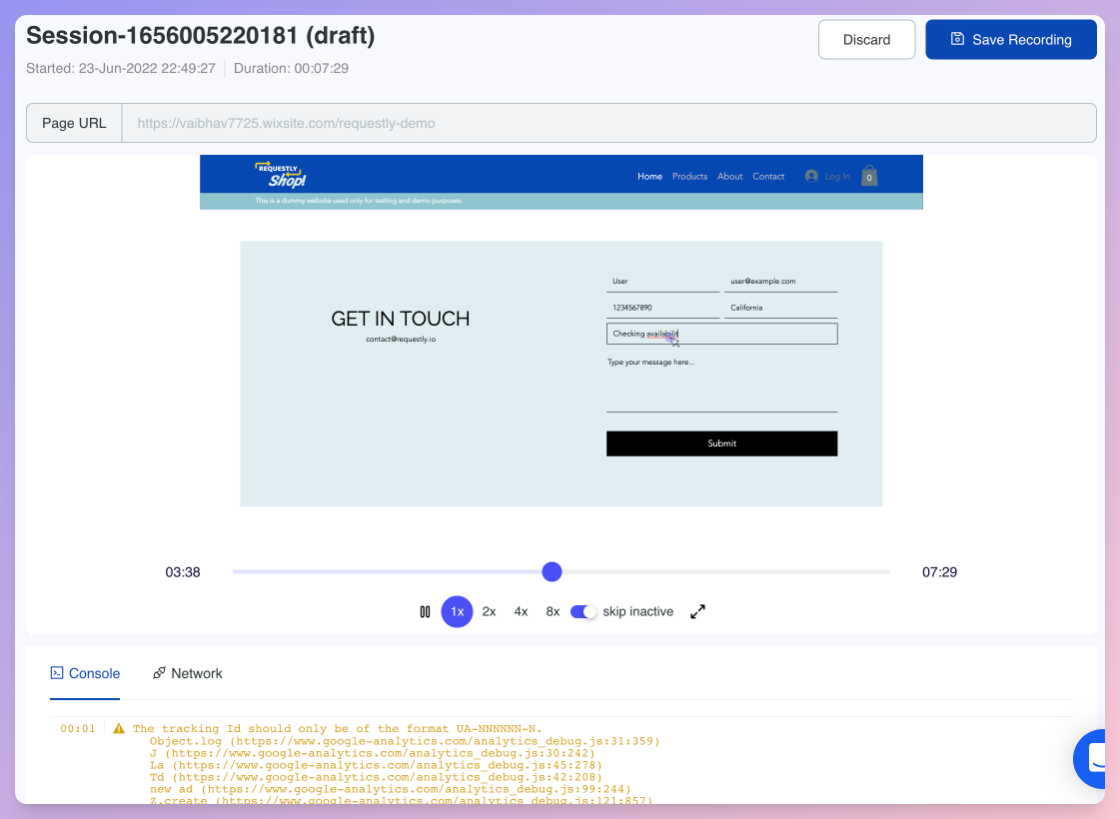 Session-1656005220181 (draft)
Discard
Save Recording
Started: 23-Jun-2022 22:49:27 Duration: 00:07:29
Page URL
https://vaibhav7725.wixsite.com/requestly-demo
REQUESTLY
Shop!
Home Products About Contact Log In 0
This is a dummy website used only for testing and demo purposes.
User user@example.com
1234567890 California
GET IN TOUCH
contact@requestly.io
Checking availabilit
Type your message here...
Submit
03:38 07:29
1x 2x 4x 8x skip inactive
Console Network
00:01 The tracking Id should only be of the format UA-NNNNNN-N.
Object.log (https://www.google-analytics.com/analytics_debug.js:31:359)
J (https://www.google-analytics.com/analytics_debug.js:30:242)
La (https://www.google-analytics.com/analytics_debug.js:45:278)
Td (https://www.google-analytics.com/analytics_debug.js:42:208)
new ad (https://www.google-analytics.com/analytics_debug.js:99:244)
Z.create (https://www.google-analytics.com/analytics_debug.js:121:857)